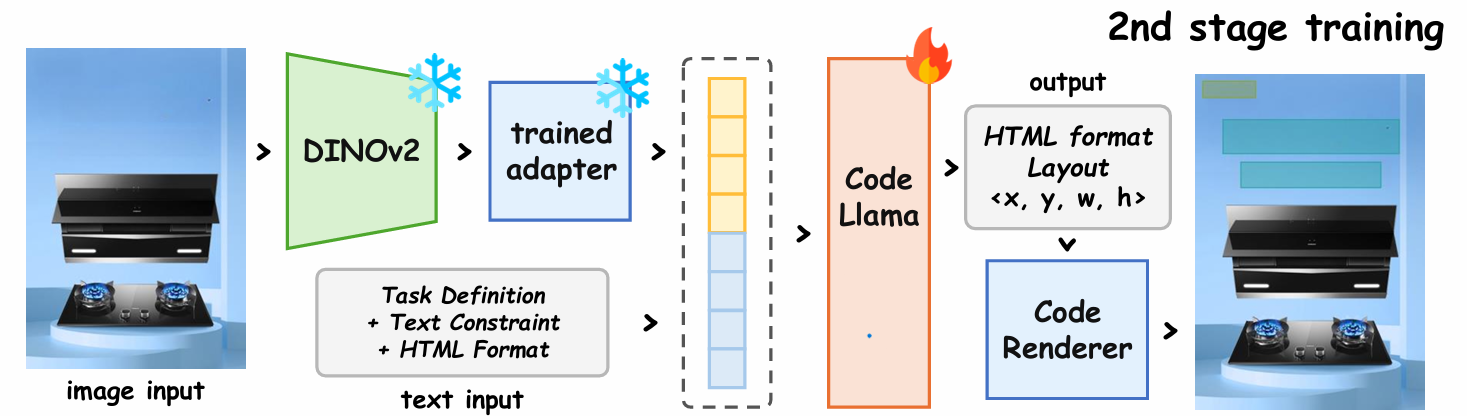 2nd stage training
DINOv2
trained
adapter
Task Definition
+ Text Constraint
+ HTML Format
image input
text input
Code
Llama
output
HTML format
Layout
<x, y, w, h>
Code
Renderer